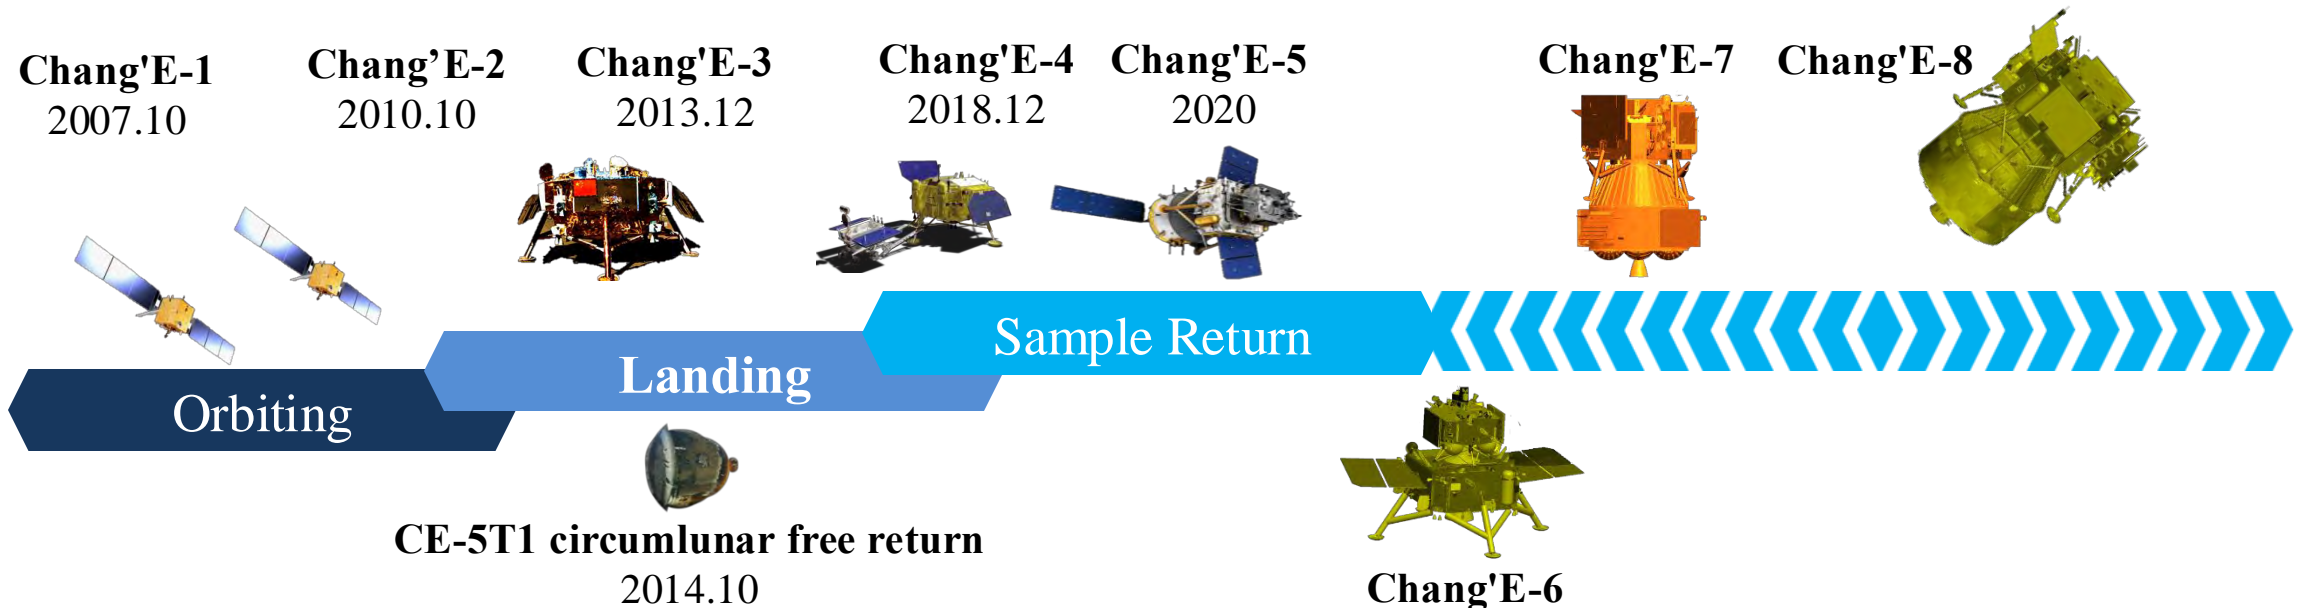 Chang'E-1
2007.10
Chang’E-2
2010.10
Chang'E-3
2013.12
Chang'E-4
2018.12
Chang'E-5
2020
Chang'E-7
Chang'E-8
Orbiting
Landing
Sample Return
CE-5T1 circumlunar free return
2014.10
Chang'E-6